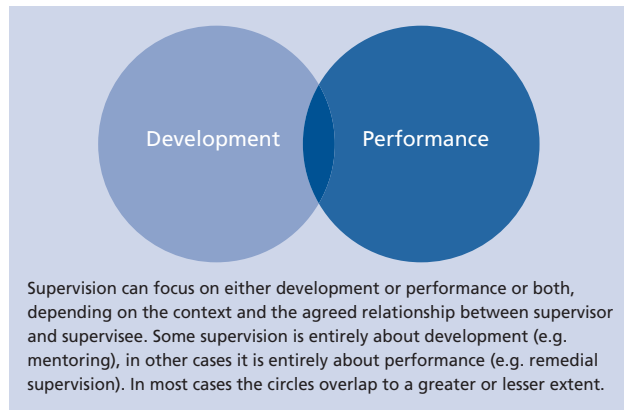 Development
Performance
Supervision can focus on either development or performance or both,
depending on the context and the agreed relationship between supervisor
and supervisee. Some supervision is entirely about development (e.g.
mentoring), in other cases it is entirely about performance (e.g. remedial
supervision). In most cases the circles overlap to a greater or lesser extent.